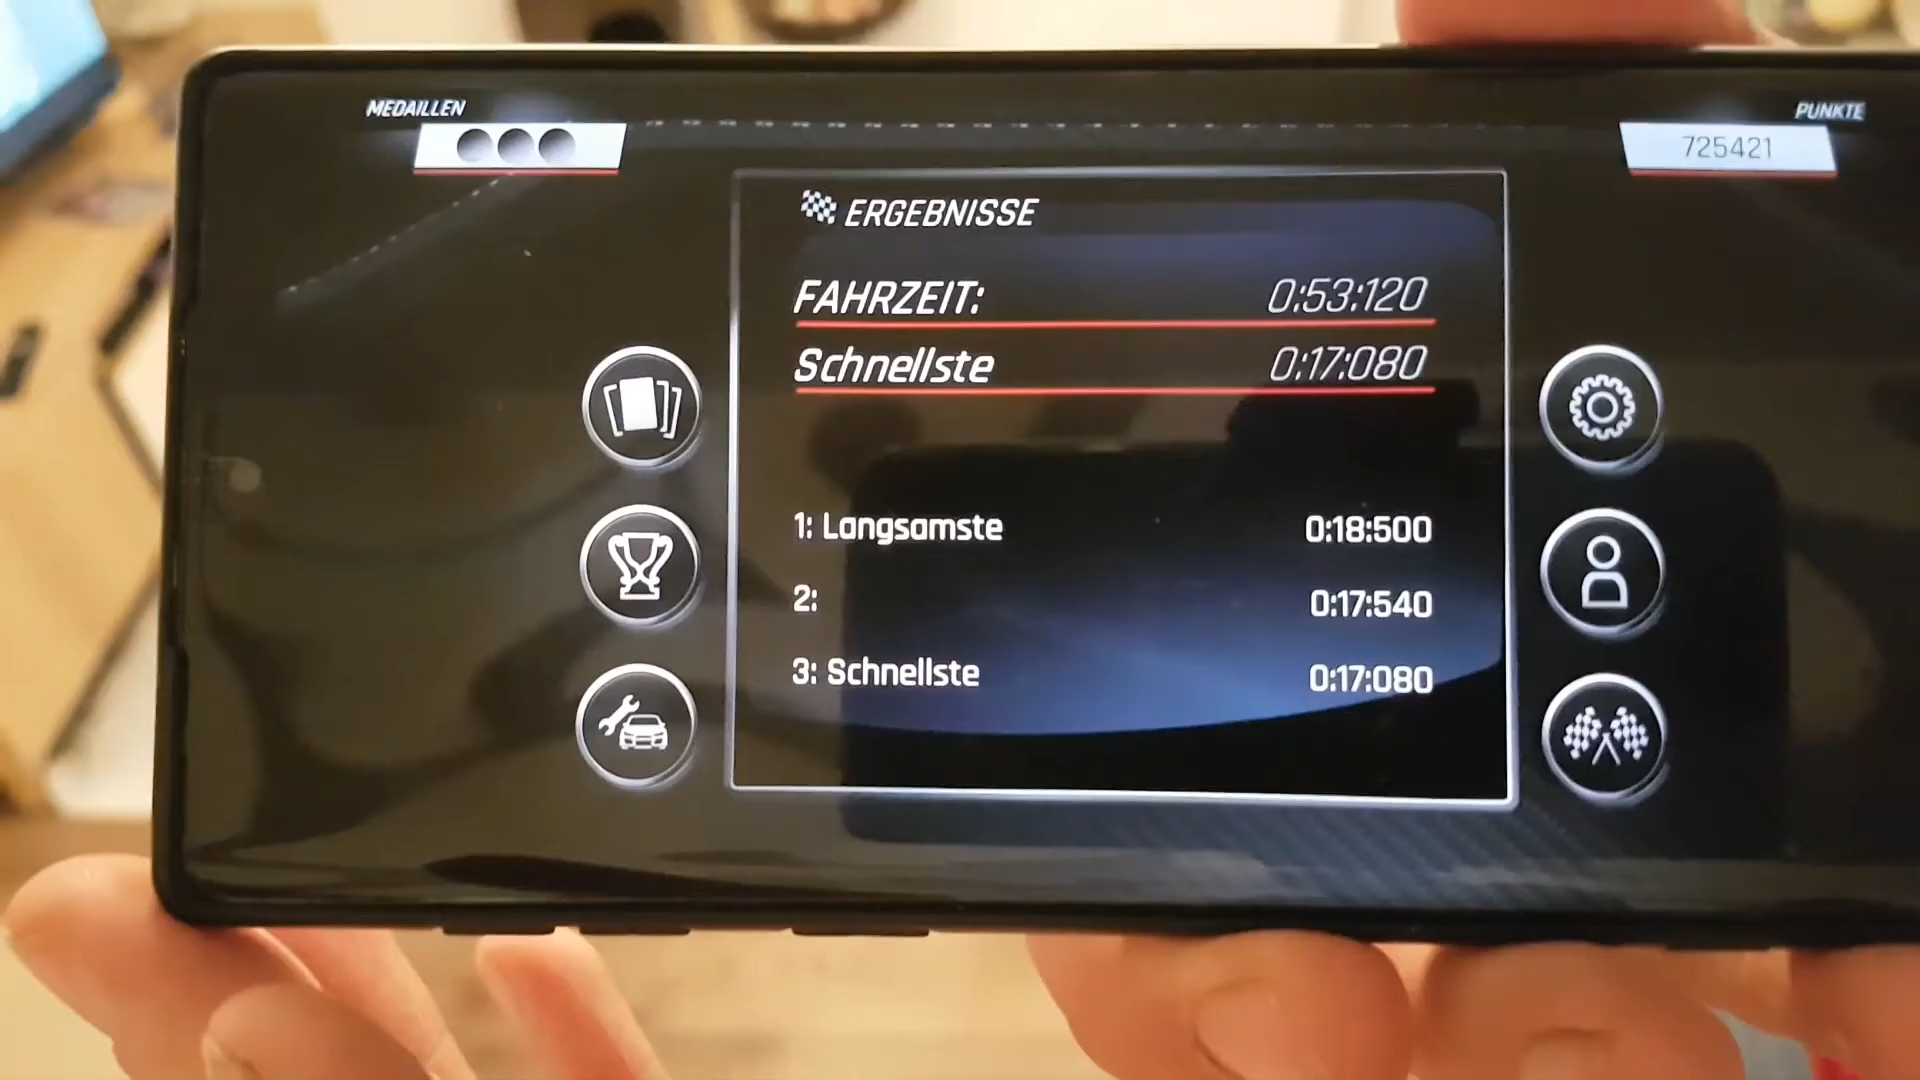 MEDAILLEN
PUNKTE
725421
ERGEBNISSE
FAHRZEIT: 0:53:120
Schnellste 0:17:080
1: Langsamste 0:18:500
2: 0:17:540
3: Schnellste 0:17:080